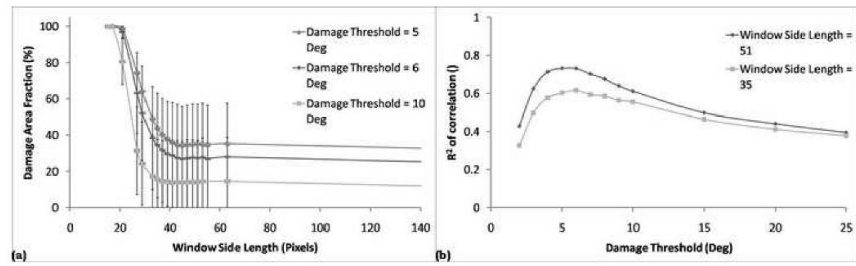 100
80
60
40
20
0
Damage Area Fraction (%)
Damage Threshold = 5
Deg
Damage Threshold = 6
Deg
Damage Threshold = 10
Deg
0 20 40 60 80 100 120 140
Window Side Length (Pixels)
(a)
1
0.8
0.6
0.4
0.2
0
R² of correlation ()
Window Side Length =
51
Window Side Length =
35
0 5 10 15 20 25
Damage Threshold (Deg)
(b)